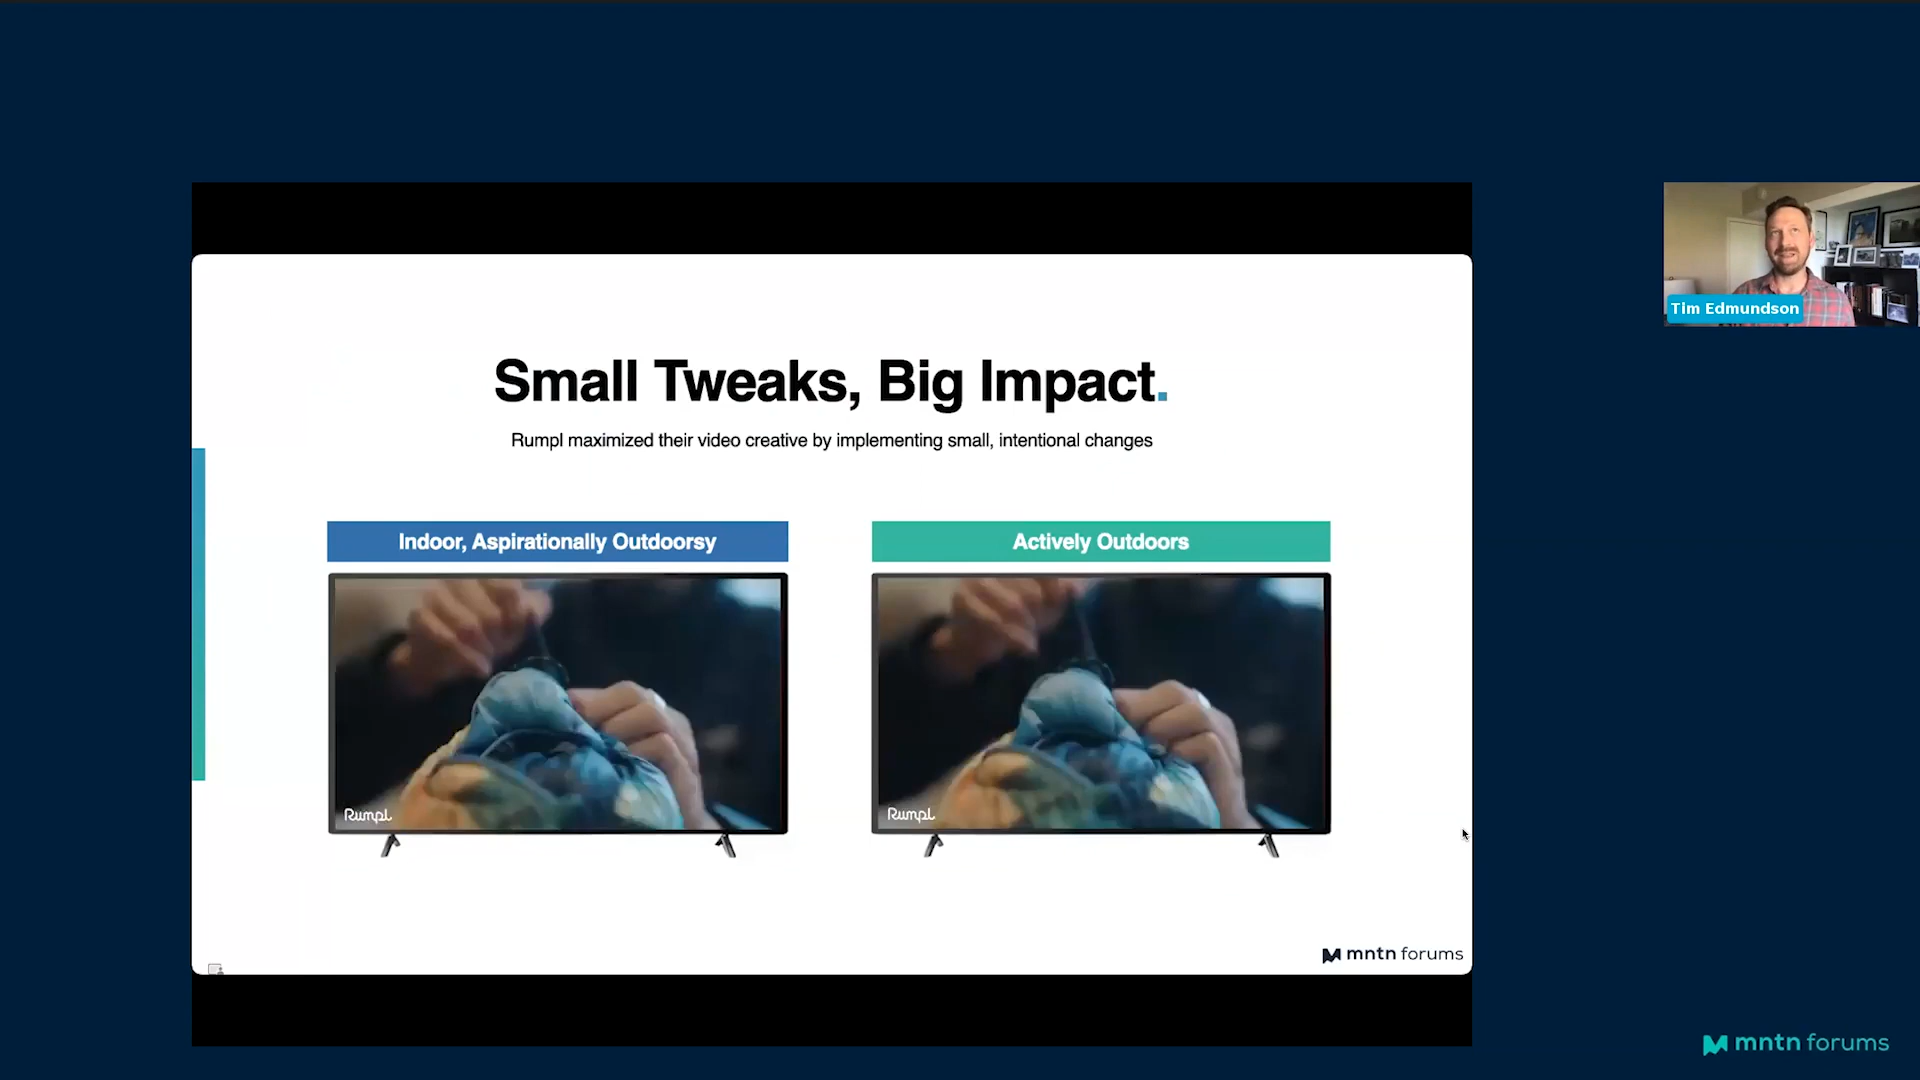 Tim Edmundson
Small Tweaks, Big Impact.
Rumpl maximized their video creative by implementing small, intentional changes
Indoor, Aspirationally Outdoorsy
Actively Outdoors
Rumpl
Rumpl
mntn forums
mntn forums